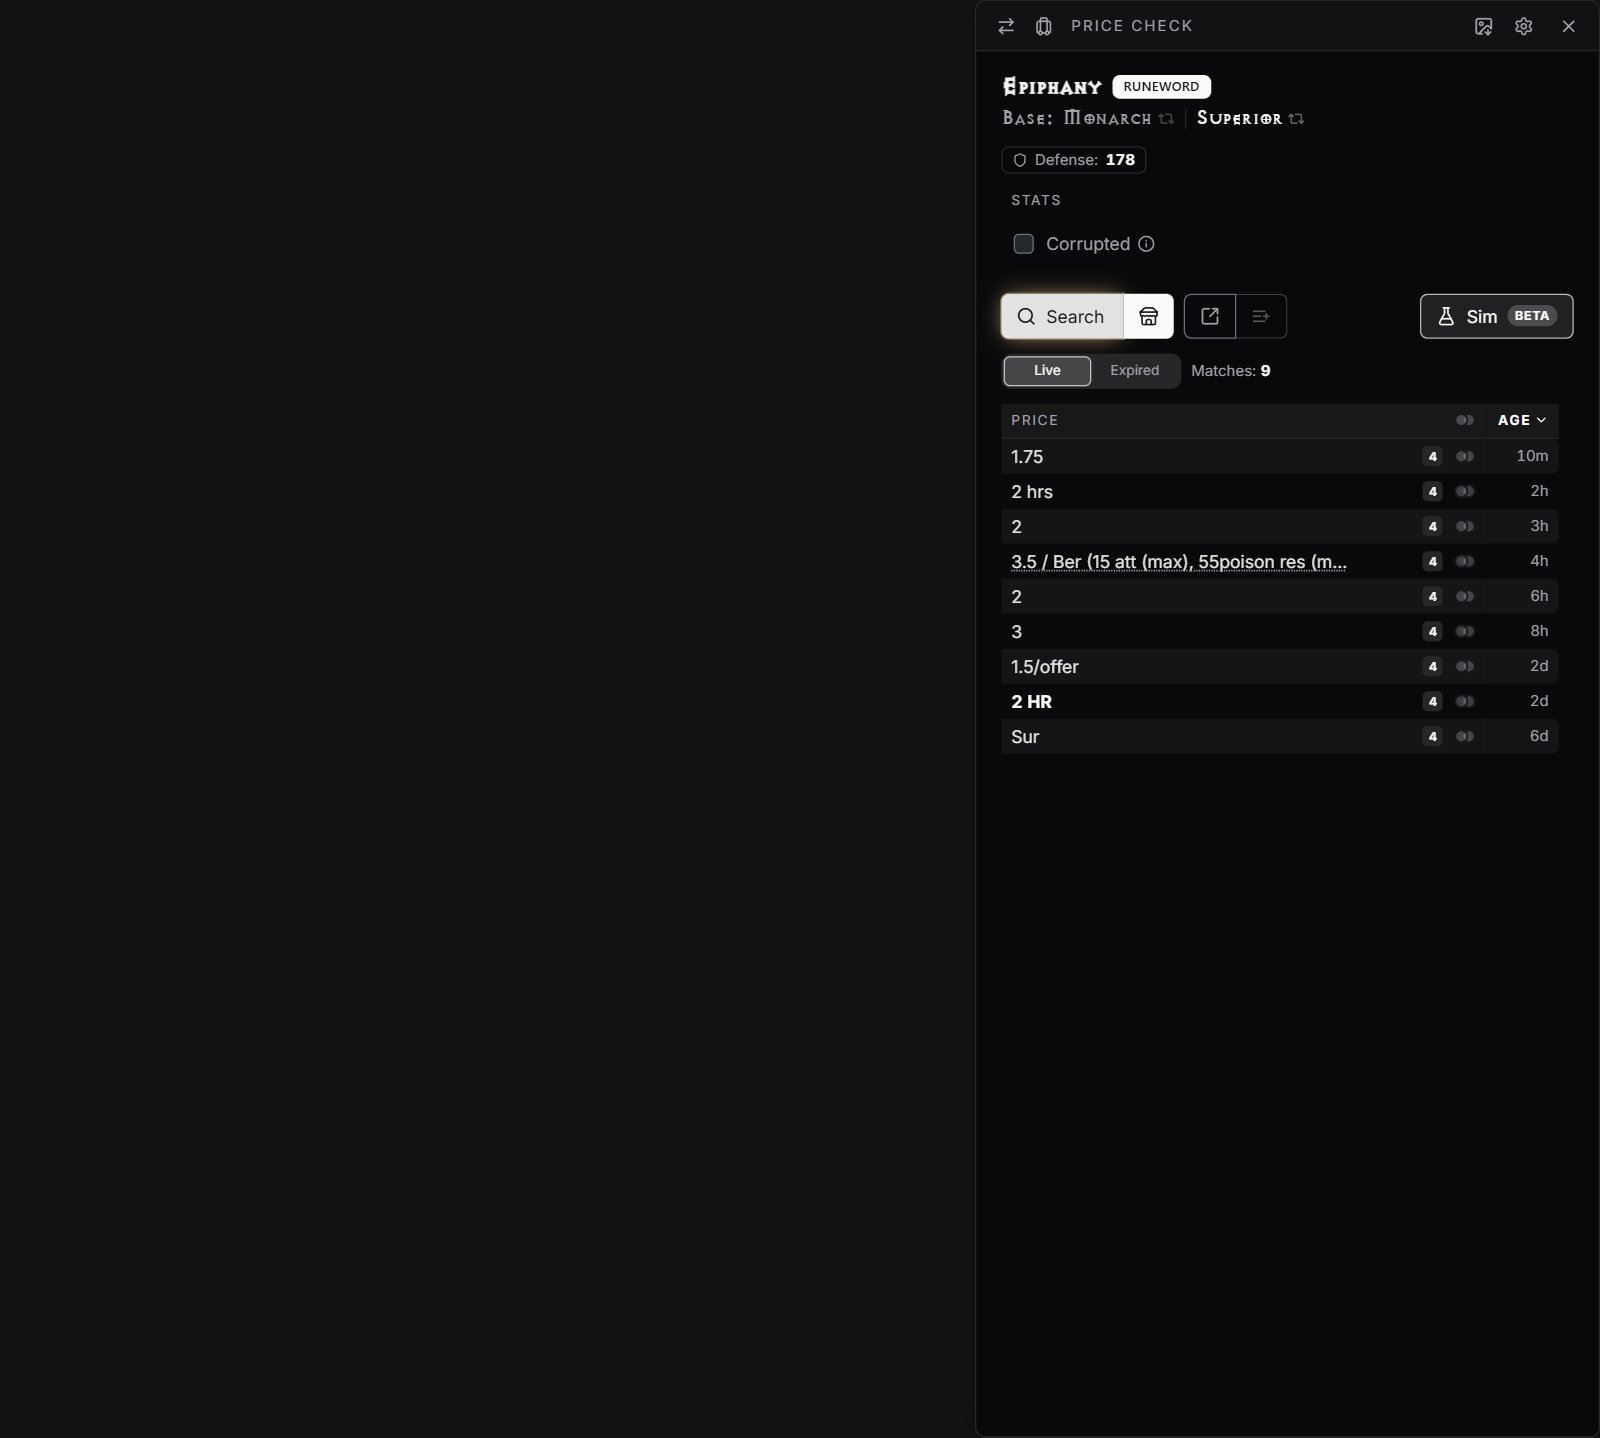 PRICE CHECK
Epiphany RUNEWORD
Base: Monarch Superior
Defense: 178
STATS
Corrupted
Search Sim BETA
Live Expired Matches: 9
PRICE AGE
1.75 4 10m
2 hrs 4 2h
2 4 3h
3.5 / Ber (15 att (max), 55poison res (m... 4 4h
2 4 6h
3 4 8h
1.5/offer 4 2d
2 HR 4 2d
Sur 4 6d